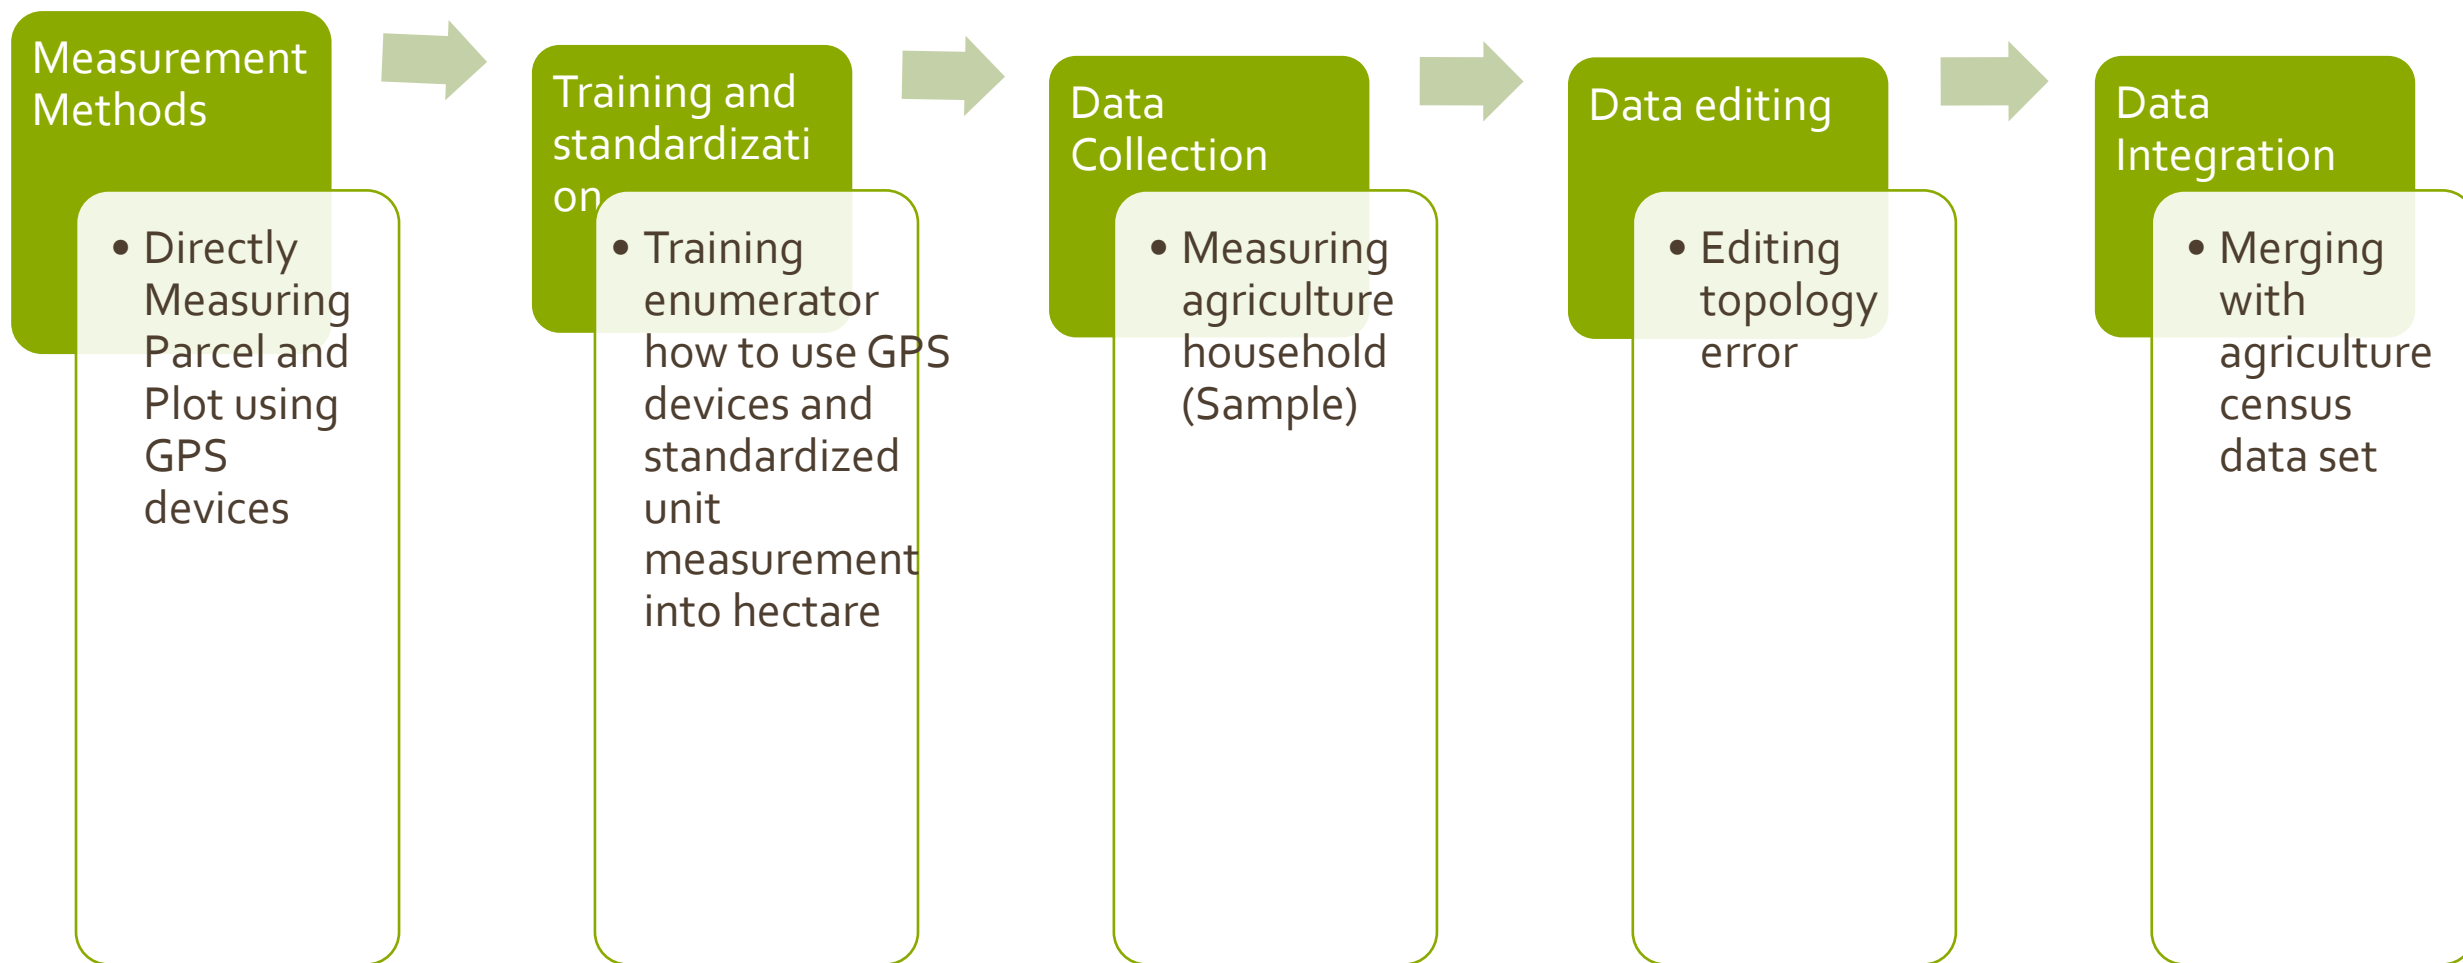 Measurement
Methods
• Directly
Measuring
Parcel and
Plot using
GPS
devices
Training and
standardizati
on
• Training
enumerator
how to use GPS
devices and
standardized
unit
measurement
into hectare
Data
Collection
• Measuring
agriculture
household
(Sample)
Data editing
• Editing
topology
error
Data
Integration
• Merging
with
agriculture
census
data set